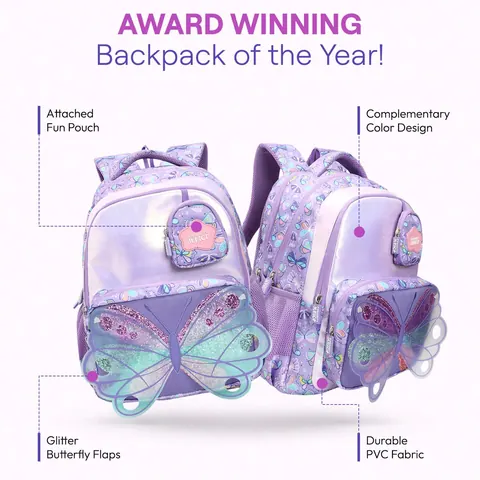 AWARD WINNING
Backpack of the Year!
Attached
Fun Pouch
Complementary
Color Design
Glitter
Butterfly Flaps
Durable
PVC Fabric